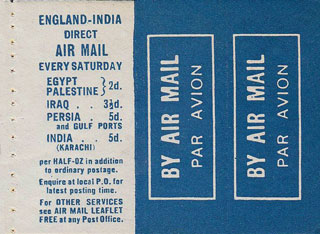 ENGLAND-INDIA
DIRECT
AIR MAIL
EVERY SATURDAY
EGYPT
PALESTINE } 2d.
IRAQ . . 3½d.
PERSIA . 5d.
and GULF PORTS
INDIA . . 5d.
(KARACHI)
per HALF-OZ in addition
to ordinary postage.
Enquire at local P.O. for
latest posting time.
For OTHER SERVICES
see AIR MAIL LEAFLET
FREE at any Post Office.
BY AIR MAIL
PAR AVION
BY AIR MAIL
PAR AVION